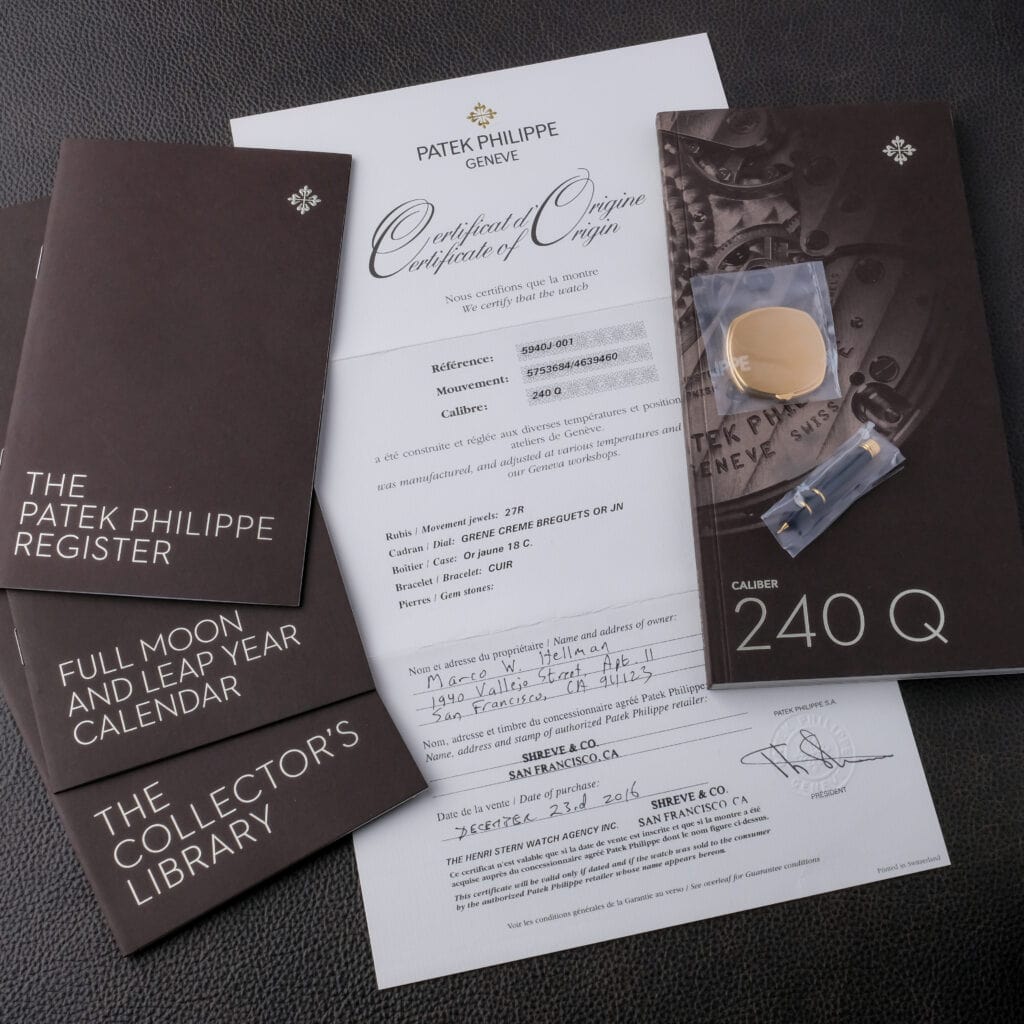 THE
PATEK PHILIPPE
REGISTER
FULL MOON
AND LEAP YEAR
CALENDAR
THE
COLLECTOR'S
LIBRARY
PATEK PHILIPPE
GENEVE
Certificat d'Origine
Certificate of Origin
Nous certifions que la montre
We certify that the watch
Référence: 5940J-001
Mouvement: 5753684/4639460
Calibre: 240 Q
a été construite et réglée aux diverses températures et position
ateliers de Genève.
was manufactured, and adjusted at various temperatures and
our Geneva workshops.
Rubis / Movement jewels: 27R
Cadran / Dial: GRENE CREME BREGUETS OR JN
Boîtier / Case: Or jaune 18 C.
Bracelet / Bracelet: CUIR
Pierres / Gem stones:
Nom et adresse du propriétaire / Name and address of owner:
Marco W. Hellman
1940 Vallejo Street, Apt. 11
San Francisco, CA 94123
Nom, adresse et timbre du concessionnaire agréé Patek Philippe
Name, address and stamp of authorized Patek Philippe retailer:
SHREVE & CO.
SAN FRANCISCO, CA
Date de la vente / Date of purchase:
DECEMBER 23rd 2016
SHREVE & CO.
SAN FRANCISCO, CA
THE HENRI STERN WATCH AGENCY INC.
Ce certificat n'est valable que si la date de vente est inscrite et que si la montre a été
acquise auprès du concessionnaire agréé Patek Philippe dont le nom figure ci-dessus.
This certificate will be valid only if dated and if the watch was sold to the consumer
by the authorized Patek Philippe retailer whose name appears hereon.
Voir les conditions générales de la Garantie au verso / See overleaf for Guarantee conditions
Printed in Switzerland
PATEK PHILIPPE S.A.
PRÉSIDENT
PATEK PH
GENEVE
SWISS
CALIBER
240 Q